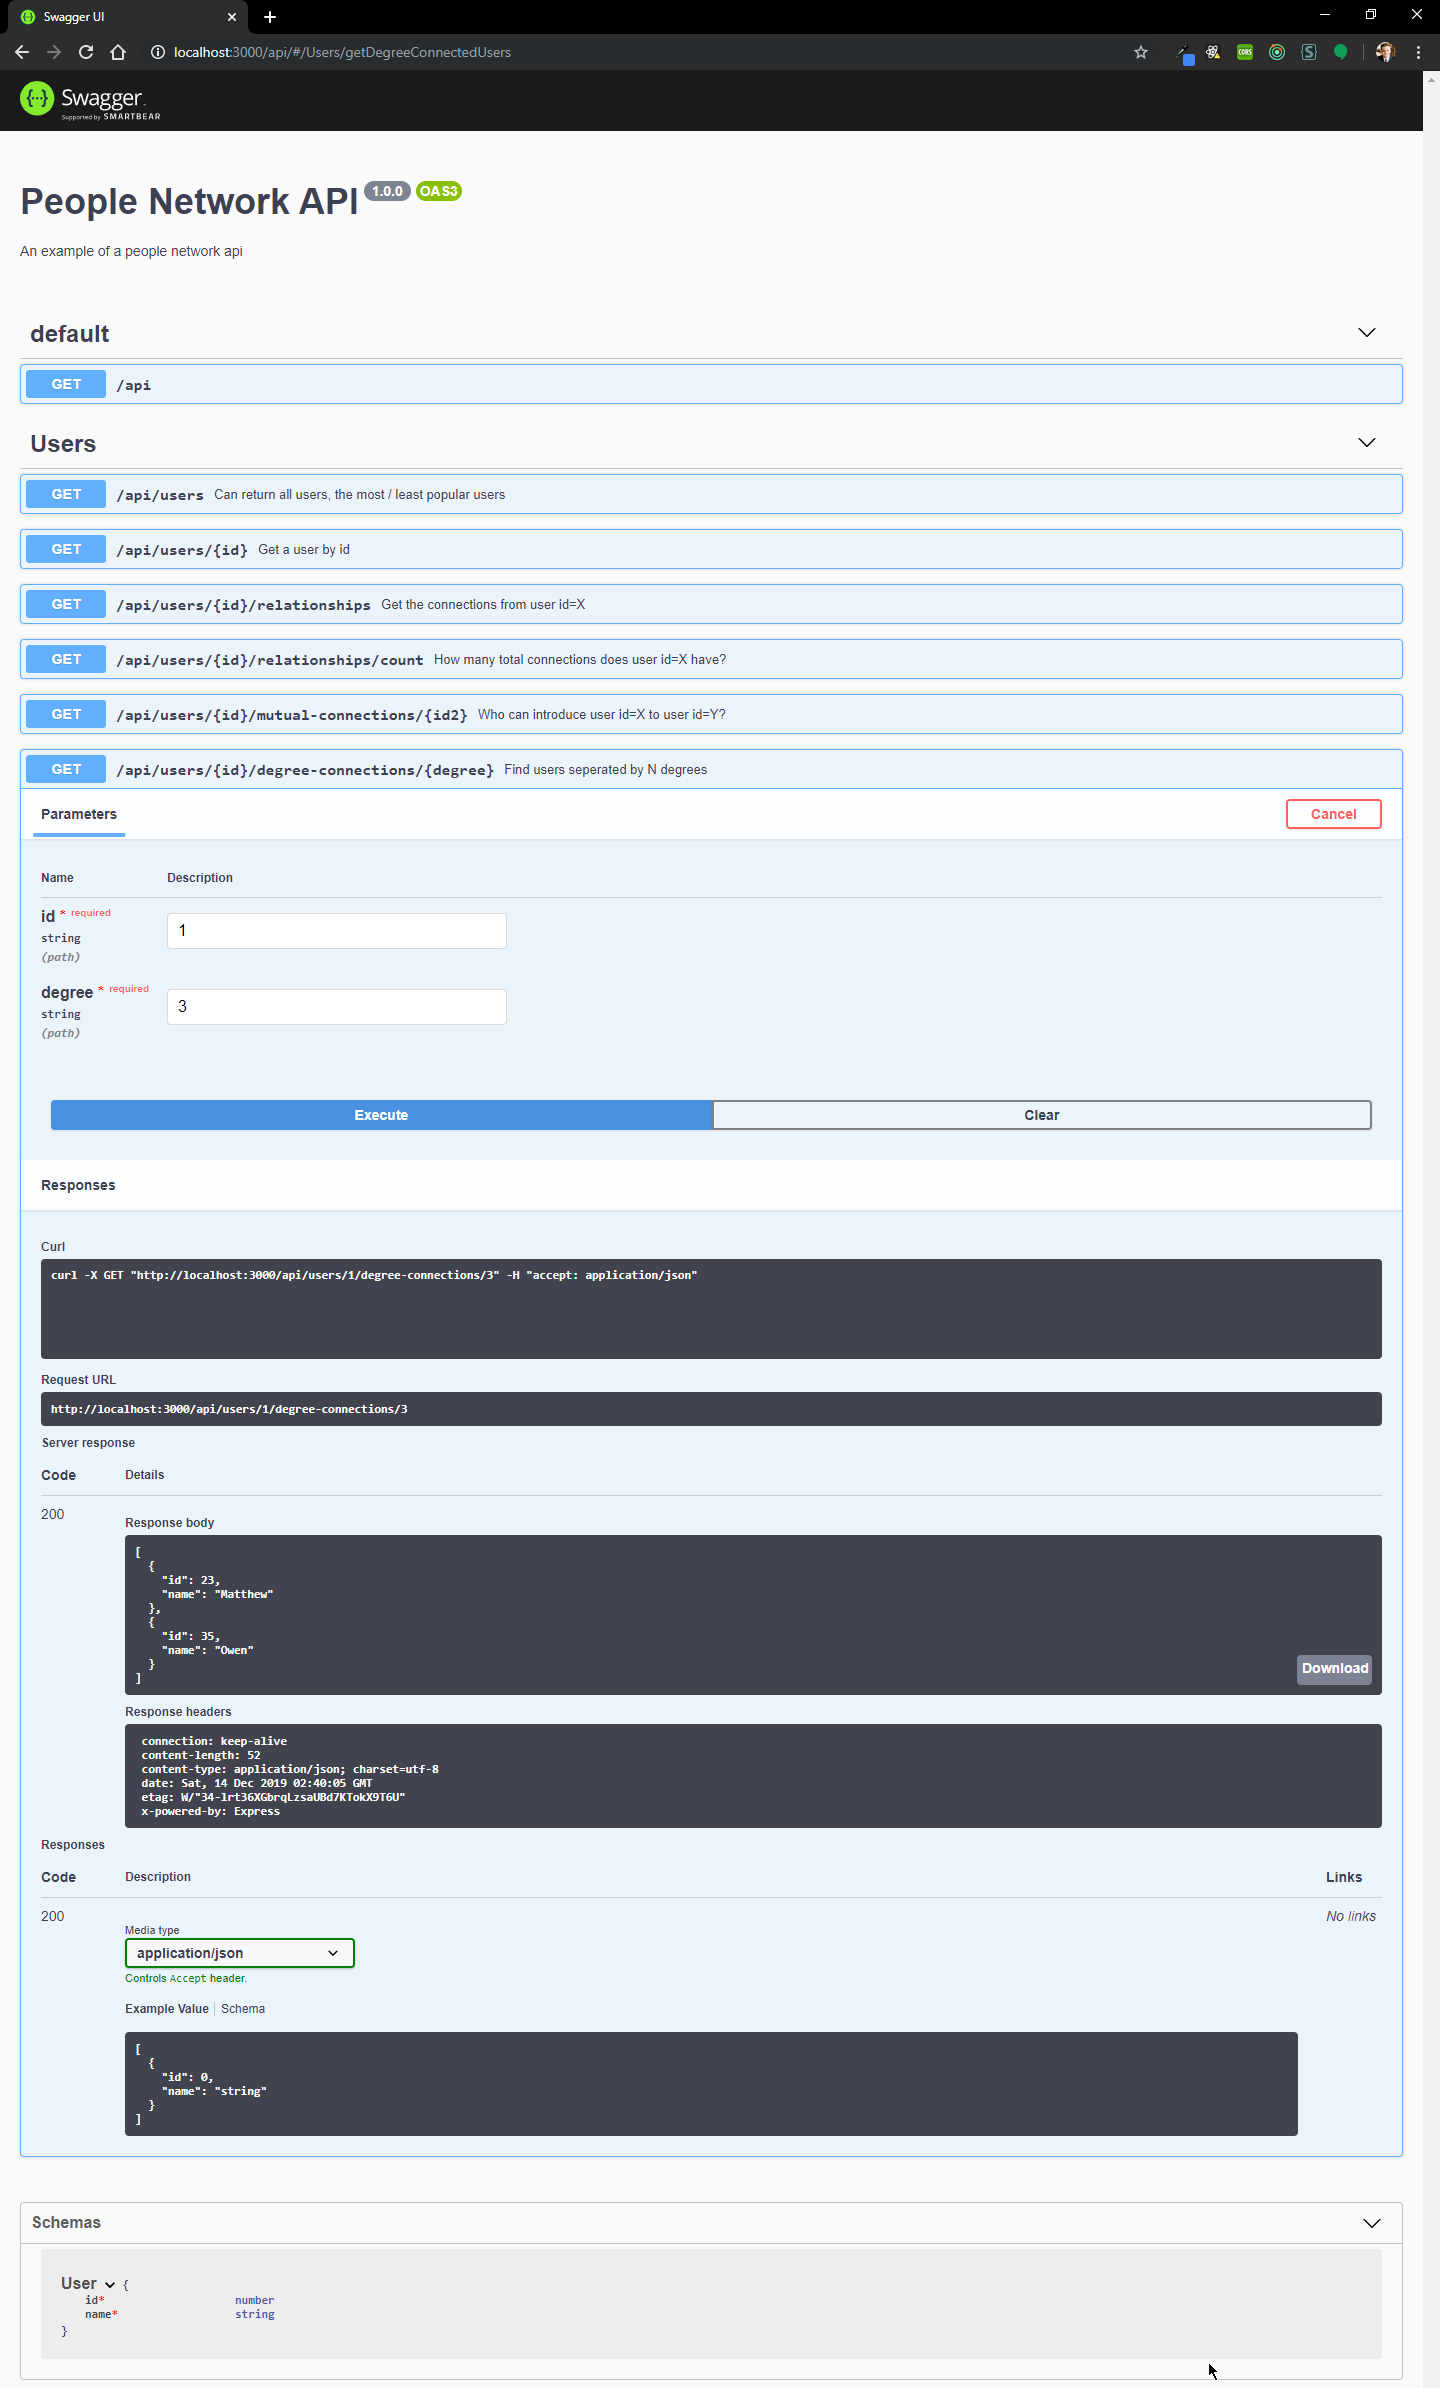 Swagger UI
localhost:3000/api/#/Users/getDegreeConnectedUsers
CORS
S
{···} Swagger.
Supported by SMARTBEAR
People Network API 1.0.0 OAS3
An example of a people network api
default
GET /api
Users
GET /api/users Can return all users, the most / least popular users
GET /api/users/{id} Get a user by id
GET /api/users/{id}/relationships Get the connections from user id=X
GET /api/users/{id}/relationships/count How many total connections does user id=X have?
GET /api/users/{id}/mutual-connections/{id2} Who can introduce user id=X to user id=Y?
GET /api/users/{id}/degree-connections/{degree} Find users seperated by N degrees
Parameters Cancel
Name Description
id * required
string
(path)
1
degree * required
string
(path)
3
Execute Clear
Responses
Curl
curl -X GET "http://localhost:3000/api/users/1/degree-connections/3" -H "accept: application/json"
Request URL
http://localhost:3000/api/users/1/degree-connections/3
Server response
Code Details
200
Response body
[
{
"id": 23,
"name": "Matthew"
},
{
"id": 35,
"name": "Owen"
}
]
Download
Response headers
connection: keep-alive
content-length: 52
content-type: application/json; charset=utf-8
date: Sat, 14 Dec 2019 02:40:05 GMT
etag: W/"34-lrt36XGbrqLzsaUBd7KTokX9T6U"
x-powered-by: Express
Responses
Code Description Links
200 No links
Media type
application/json
Controls Accept header.
Example Value Schema
[
{
"id": 0,
"name": "string"
}
]
Schemas
User {
id* number
name* string
}